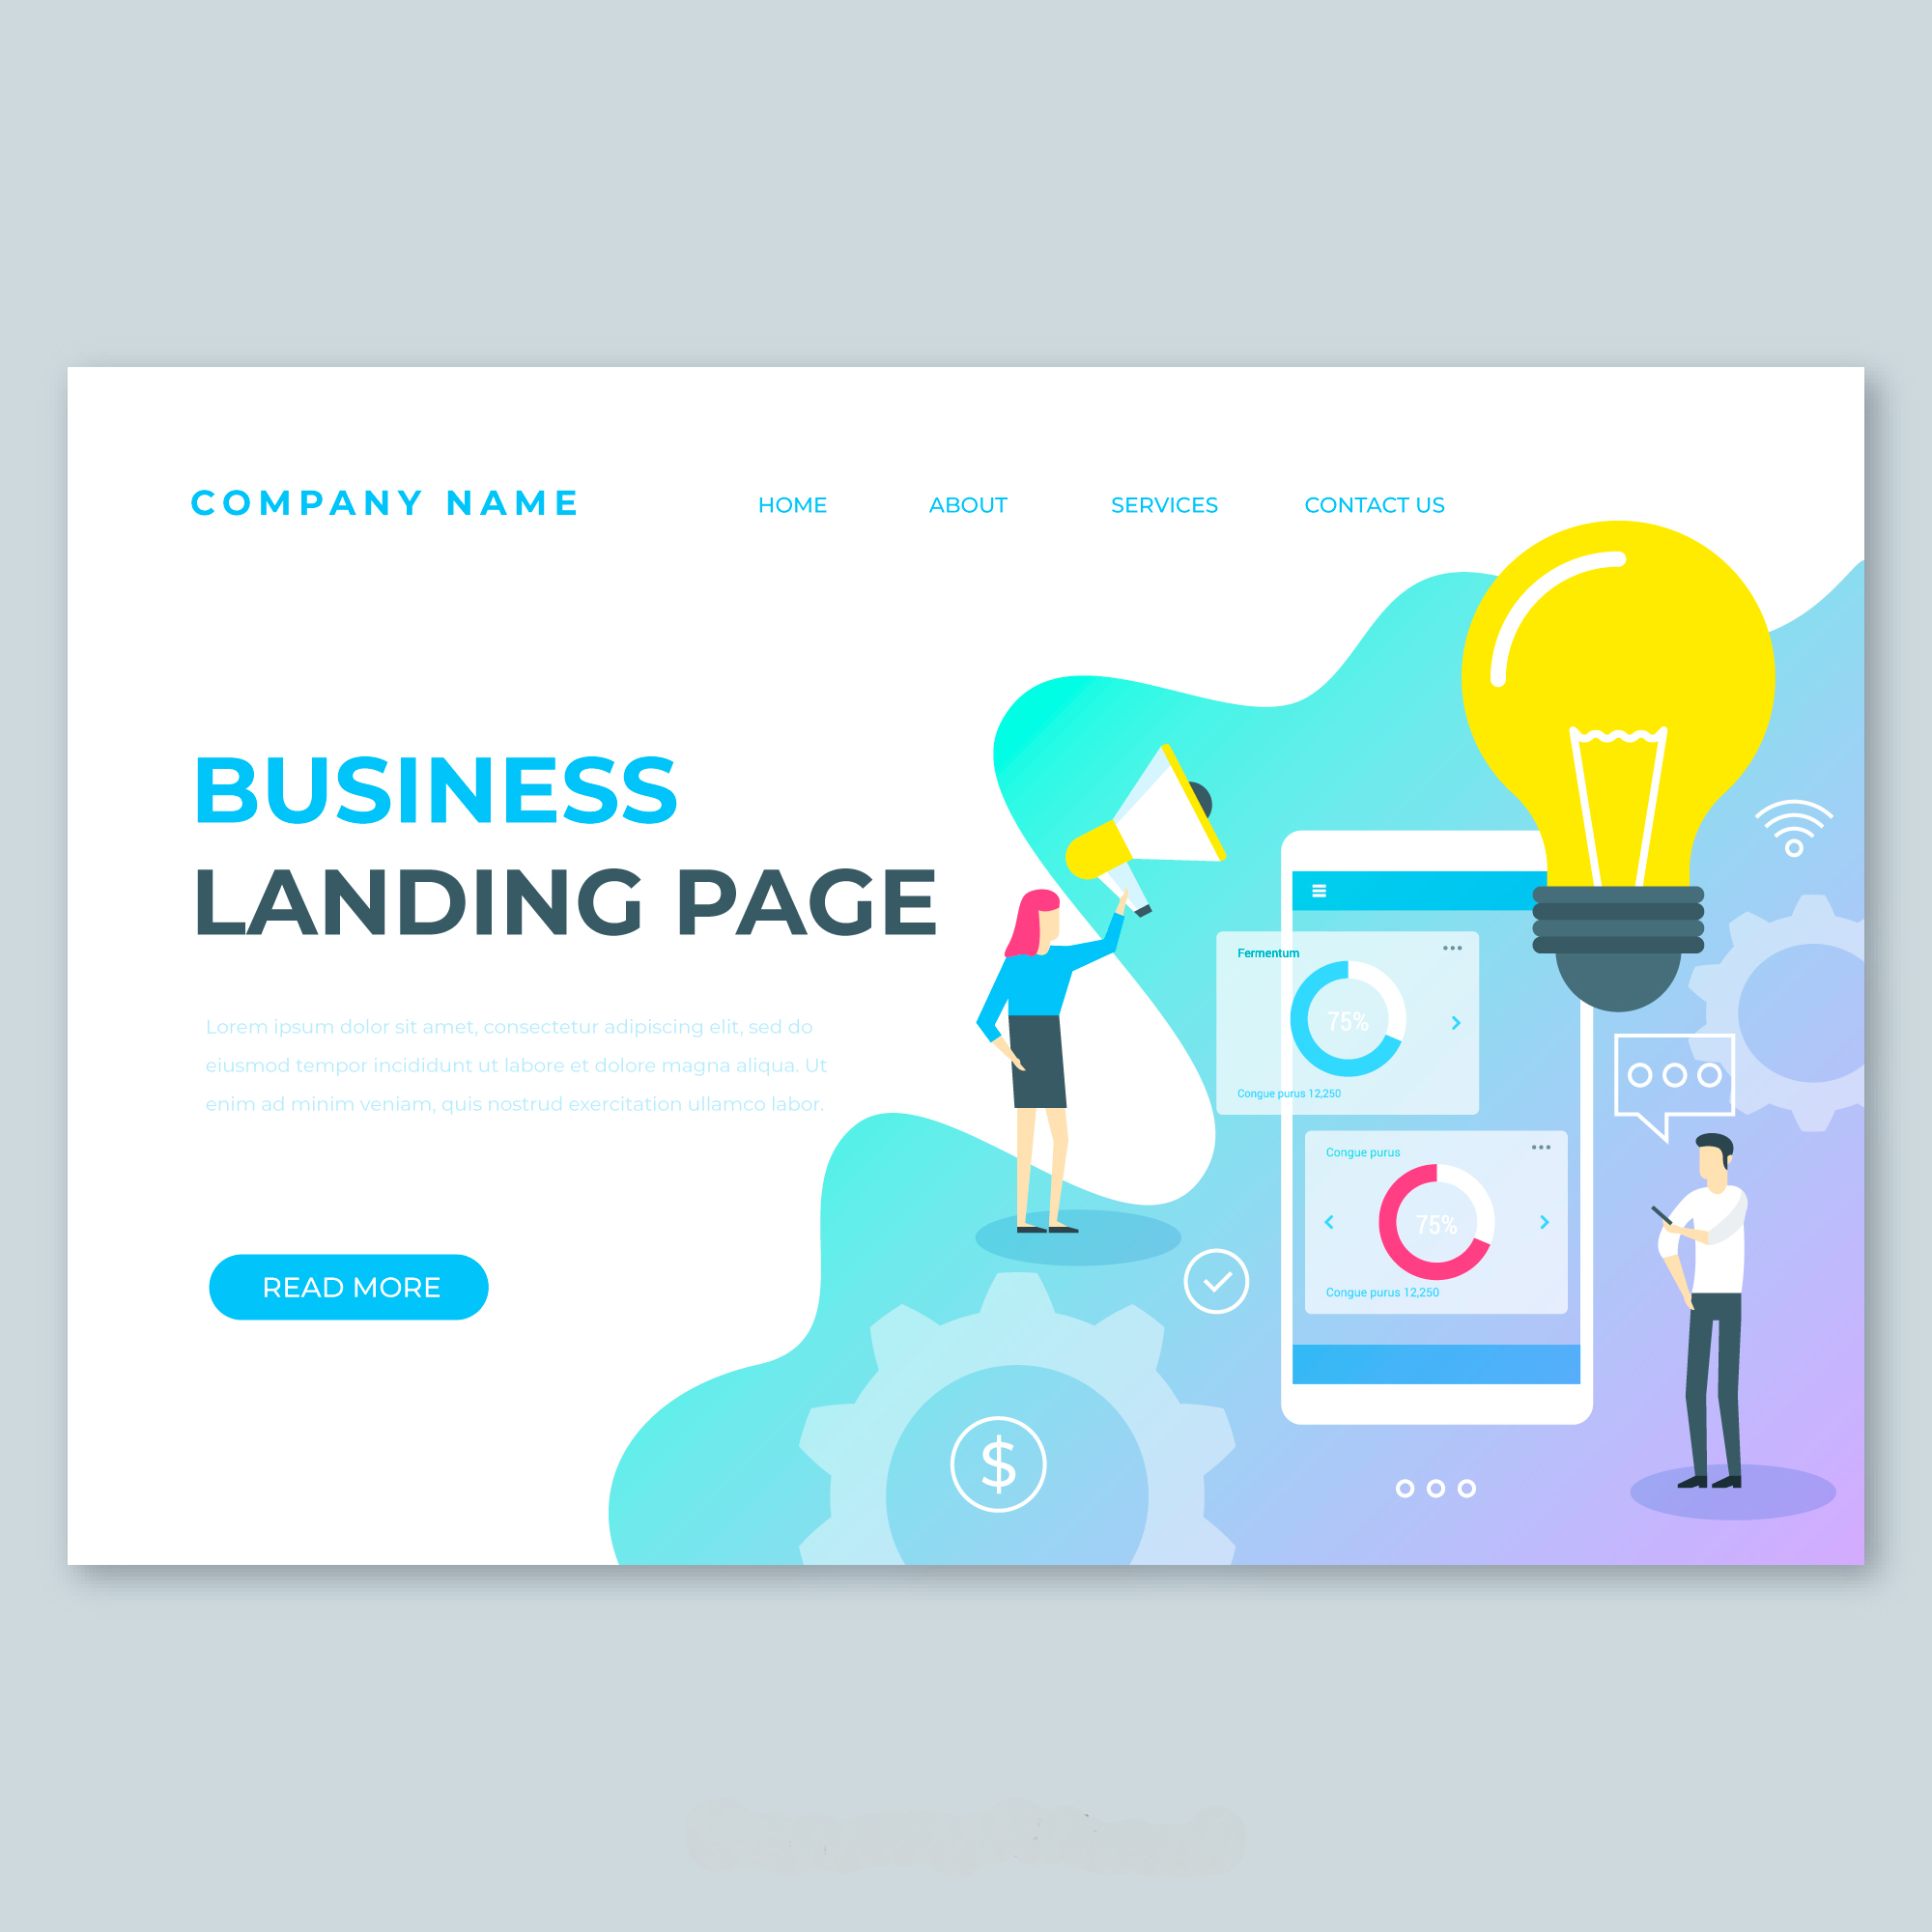 COMPANY NAME
HOME
ABOUT
SERVICES
CONTACT US
BUSINESS
LANDING PAGE
Lorem ipsum dolor sit amet, consectetur adipiscing elit, sed do
eiusmod tempor incididunt ut labore et dolore magna aliqua. Ut
enim ad minim veniam, quis nostrud exercitation ullamco labor.
READ MORE
Fermentum
75%
Congue purus 12,250
Congue purus
75%
Congue purus 12,250
$